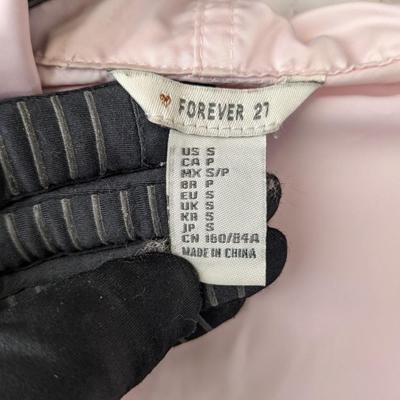 FOREVER 21
US S
CA P
MX S/P
BR P
EU S
UK S
KR S
JP S
CN 160/84A
MADE IN CHINA